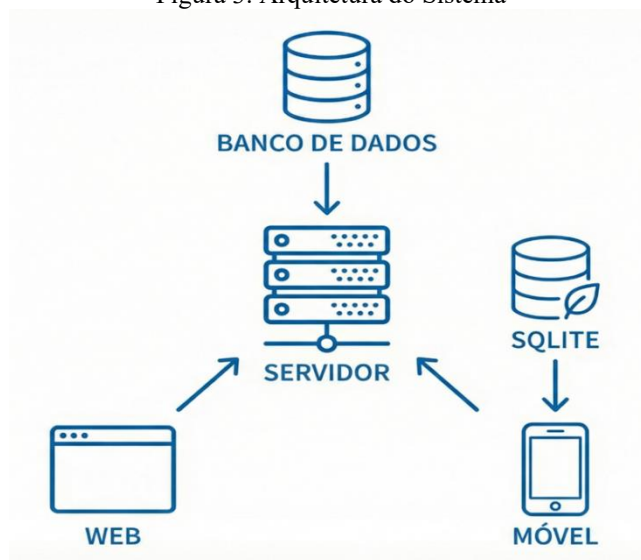 Figura 3: Arquitetura do Sistema
BANCO DE DADOS
SERVIDOR
SQLITE
WEB
MÓVEL